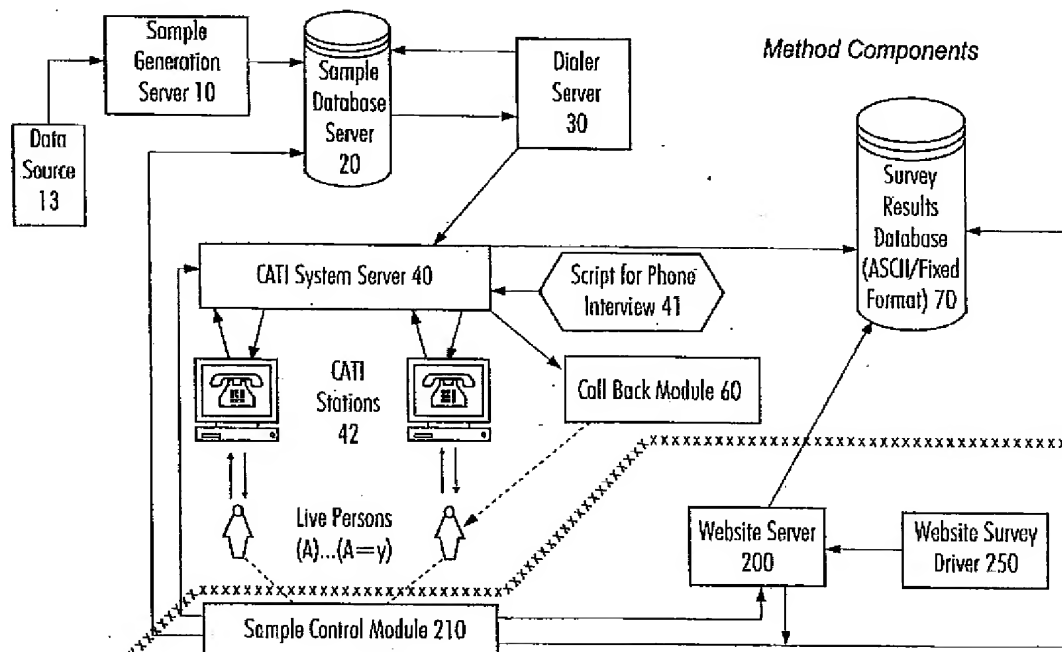 Method Components
Sample
Generation
Server 10
Sample
Database
Server
20
Dialer
Server
30
Data
Source
13
Survey
Results
Database
(ASCII/Fixed
Format) 70
CATI System Server 40
Script for Phone
Interview 41
CATI
Stations
42
Call Back Module 60
Live Persons
(A)...(A=y)
Website Server
200
Website Survey
Driver 250
Sample Control Module 210